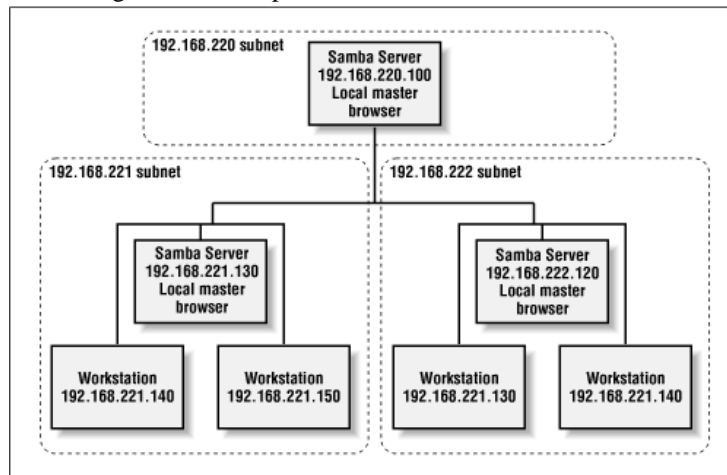 192.168.220 subnet
Samba Server
192.168.220.100
Local master
browser
192.168.221 subnet
192.168.222 subnet
Samba Server
192.168.221.130
Local master
browser
Samba Server
192.168.222.120
Local master
browser
Workstation
192.168.221.140
Workstation
192.168.221.150
Workstation
192.168.221.130
Workstation
192.168.221.140